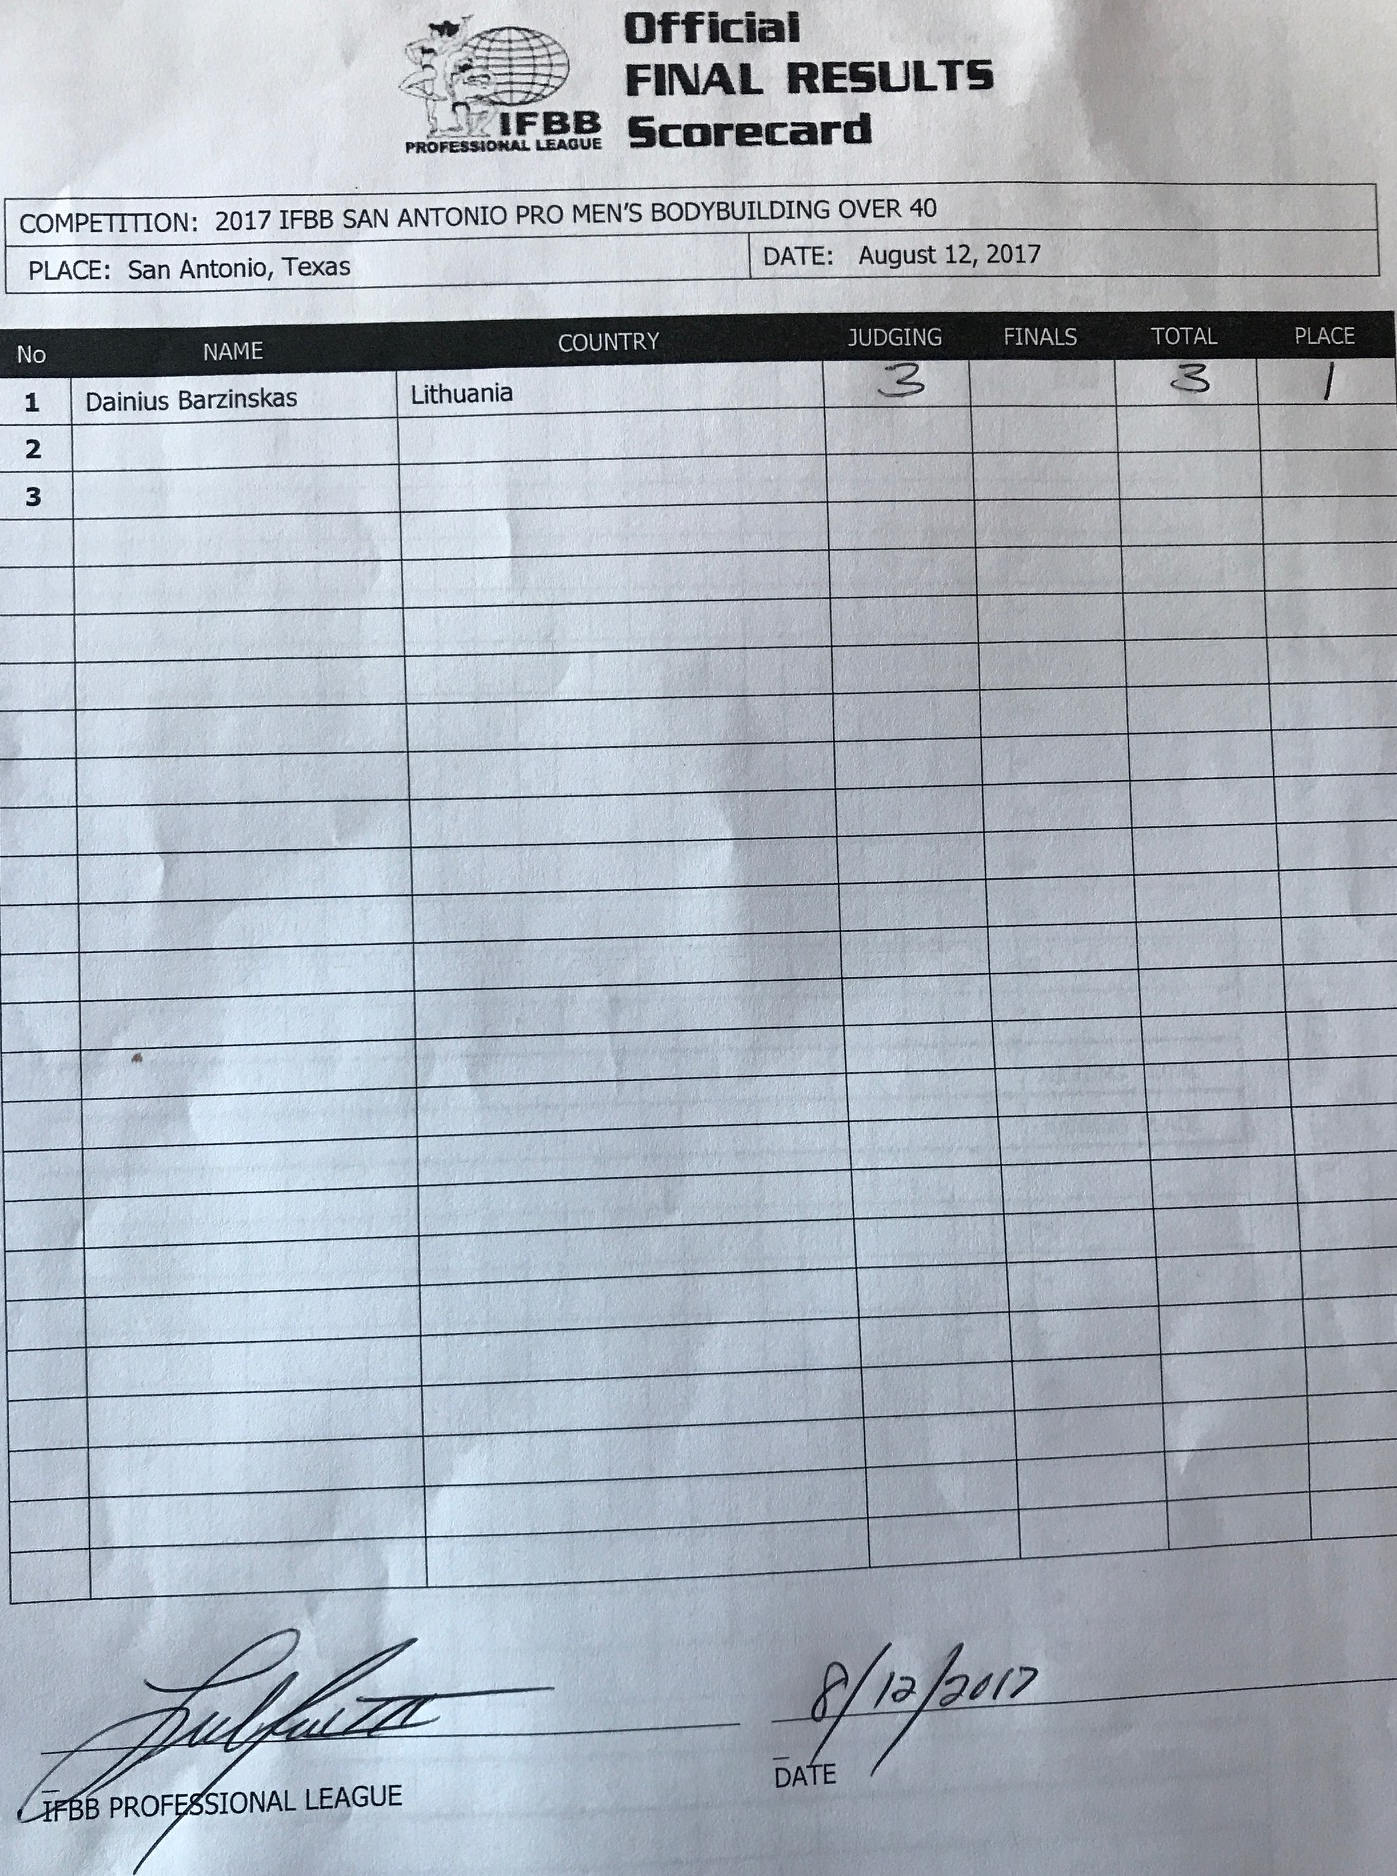 Official
FINAL RESULTS
Scorecard
IFBB
PROFESSIONAL LEAGUE
COMPETITION: 2017 IFBB SAN ANTONIO PRO MEN'S BODYBUILDING OVER 40
PLACE: San Antonio, Texas DATE: August 12, 2017
No NAME COUNTRY JUDGING FINALS TOTAL PLACE
1 Dainius Barzinskas Lithuania 3 3 1
2
3
8/12/2017
IFBB PROFESSIONAL LEAGUE DATE